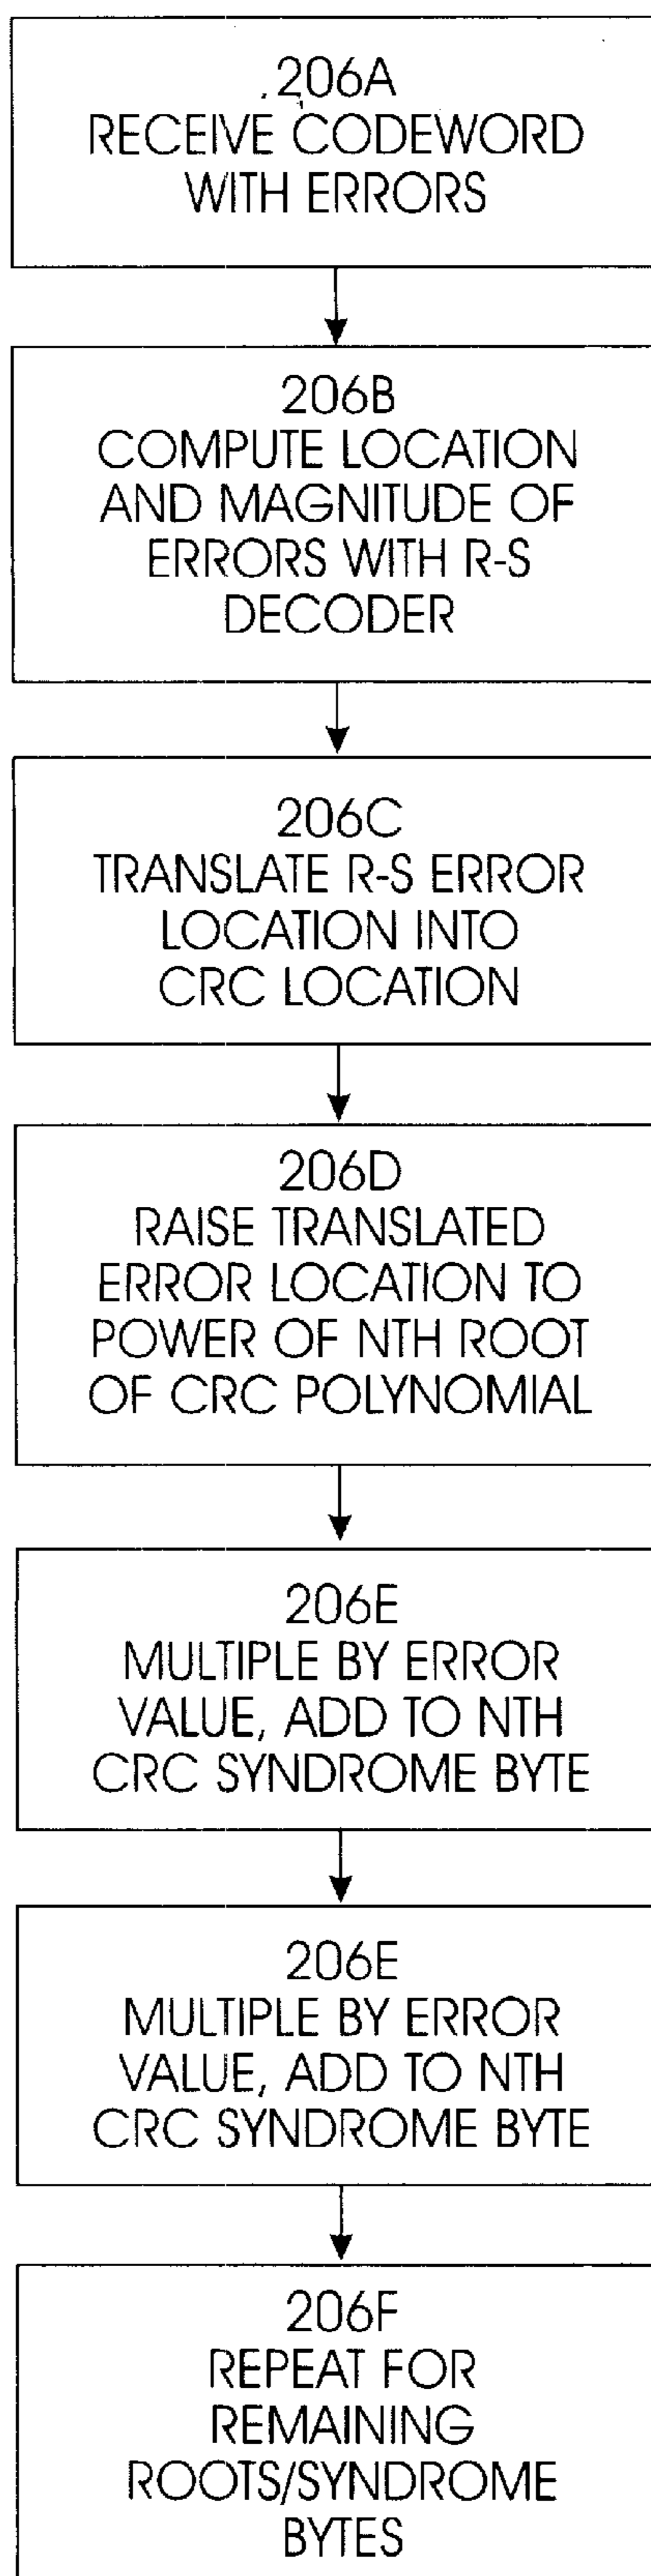 206A
RECEIVE CODEWORD
WITH ERRORS
206B
COMPUTE LOCATION
AND MAGNITUDE OF
ERRORS WITH R-S
DECODER
206C
TRANSLATE R-S ERROR
LOCATION INTO
CRC LOCATION
206D
RAISE TRANSLATED
ERROR LOCATION TO
POWER OF NTH ROOT
OF CRC POLYNOMIAL
206E
MULTIPLE BY ERROR
VALUE, ADD TO NTH
CRC SYNDROME BYTE
206E
MULTIPLE BY ERROR
VALUE, ADD TO NTH
CRC SYNDROME BYTE
206F
REPEAT FOR
REMAINING
ROOTS/SYNDROME
BYTES